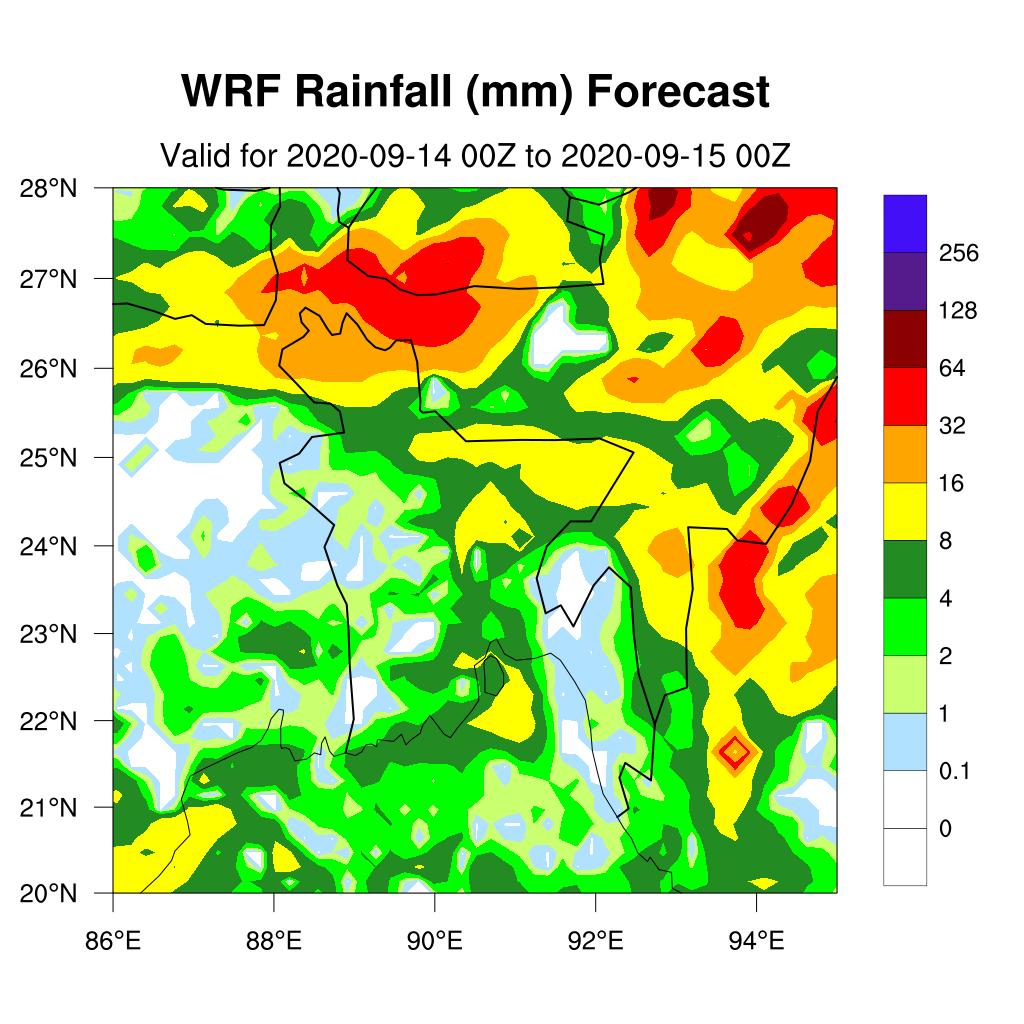 WRF Rainfall (mm) Forecast
Valid for 2020-09-14 00Z to 2020-09-15 00Z
28°N
27°N
26°N
25°N
24°N
23°N
22°N
21°N
20°N
86°E 88°E 90°E 92°E 94°E
256
128
64
32
16
8
4
2
1
0.1
0